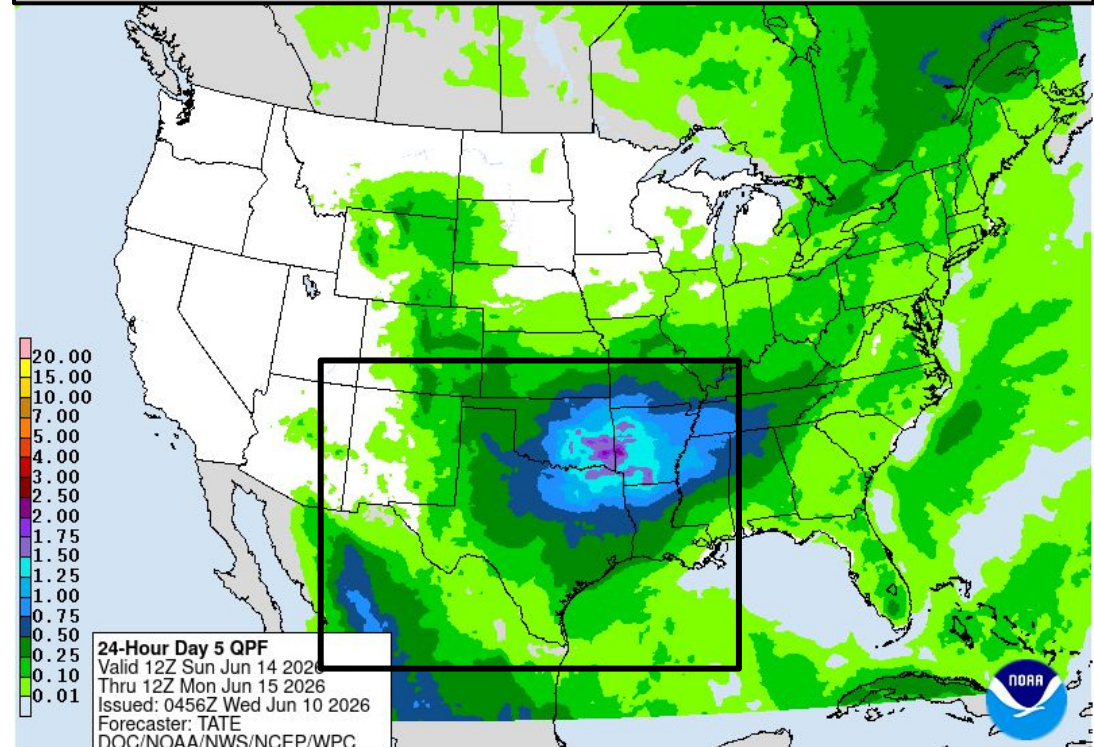 20.00
15.00
10.00
7.00
5.00
4.00
3.00
2.50
2.00
1.75
1.50
1.25
1.00
0.75
0.50
0.25
0.10
0.01
24-Hour Day 5 QPF
Valid 12Z Sun Jun 14 2026
Thru 12Z Mon Jun 15 2026
Issued: 0456Z Wed Jun 10 2026
Forecaster: TATE
DOC/NOAA/NWS/NCEP/WPC
NOAA